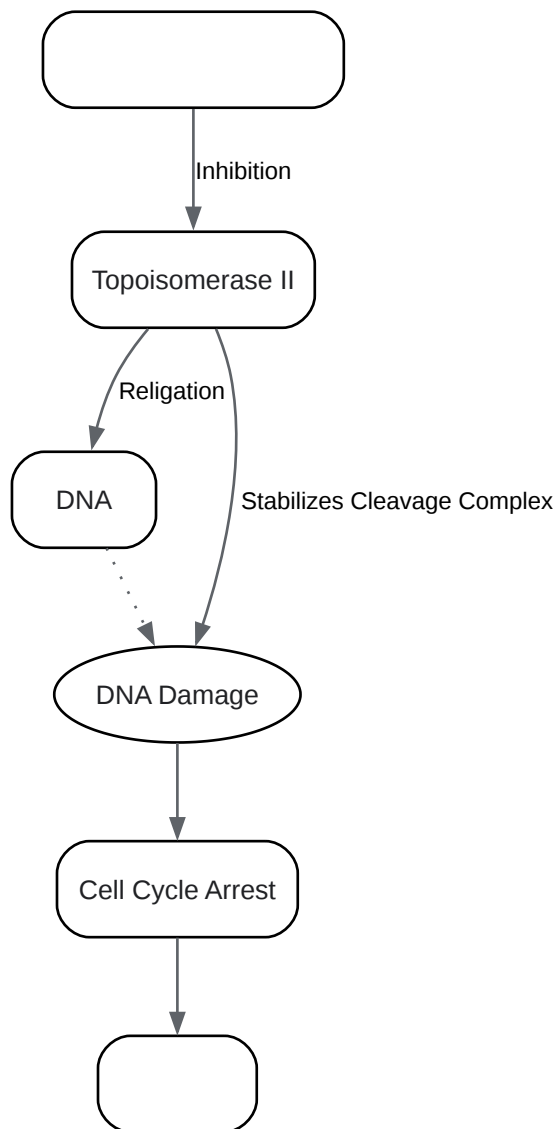 Inhibition
Topoisomerase II
Religation
DNA
Stabilizes Cleavage Complex
DNA Damage
Cell Cycle Arrest